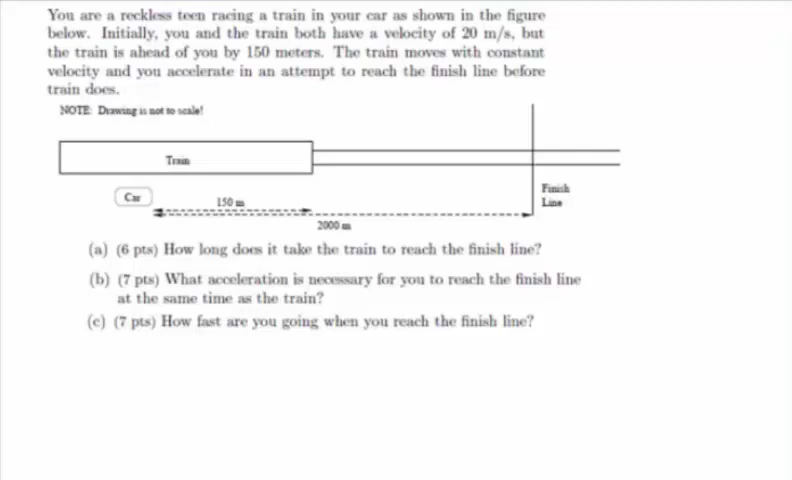 You are a reckless teen racing a train in your car as shown in the figure
below. Initially, you and the train both have a velocity of 20 m/s, but
the train is ahead of you by 150 meters. The train moves with constant
velocity and you accelerate in an attempt to reach the finish line before
train does.
NOTE: Drawing is not to scale!
Train
Car
150 m
Finish
Line
2000 m
(a) (6 pts) How long does it take the train to reach the finish line?
(b) (7 pts) What acceleration is necessary for you to reach the finish line
at the same time as the train?
(c) (7 pts) How fast are you going when you reach the finish line?